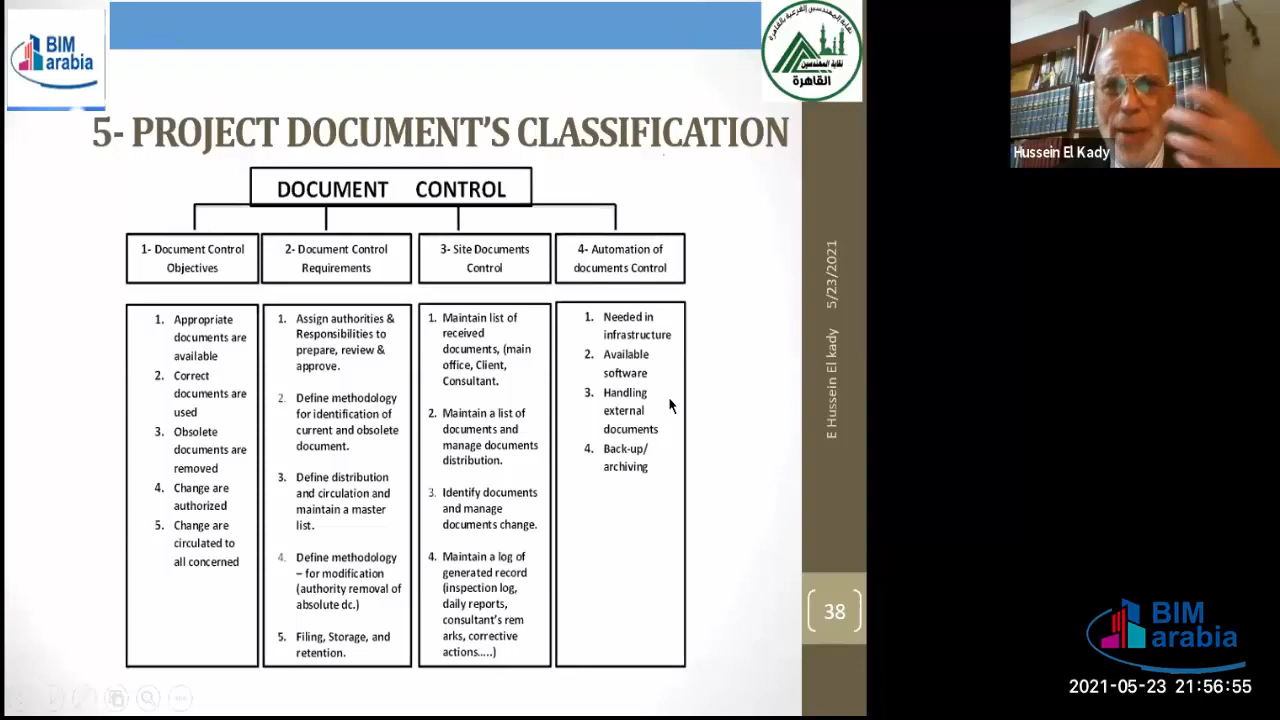 BIM
arabia
نقابة المهندسين الفرعية بالقاهرة
نقابة المهندسين
القاهرة
5- PROJECT DOCUMENT'S CLASSIFICATION
DOCUMENT CONTROL
1- Document Control
Objectives
2- Document Control
Requirements
3- Site Documents
Control
4- Automation of
documents Control
1. Appropriate
documents are
available
2. Correct
documents are
used
3. Obsolete
documents are
removed
4. Change are
authorized
5. Change are
circulated to
all concerned
1. Assign authorities &
Responsibilities to
prepare, review &
approve.
2. Define methodology
for identification of
current and obsolete
document.
3. Define distribution
and circulation and
maintain a master
list.
4. Define methodology
– for modification
(authority removal of
absolute dc.)
5. Filing, Storage, and
retention.
1. Maintain list of
received
documents, (main
office, Client,
Consultant.
2. Maintain a list of
documents and
manage documents
distribution.
3. Identify documents
and manage
documents change.
4. Maintain a log of
generated record
(inspection log,
daily reports,
consultant's rem
arks, corrective
actions.....)
1. Needed in
infrastructure
2. Available
software
3. Handling
external
documents
4. Back-up/
archiving
E Hussein El kady 5/23/2021
38
Hussein El Kady
BIM
arabia
2021-05-23 21:56:55